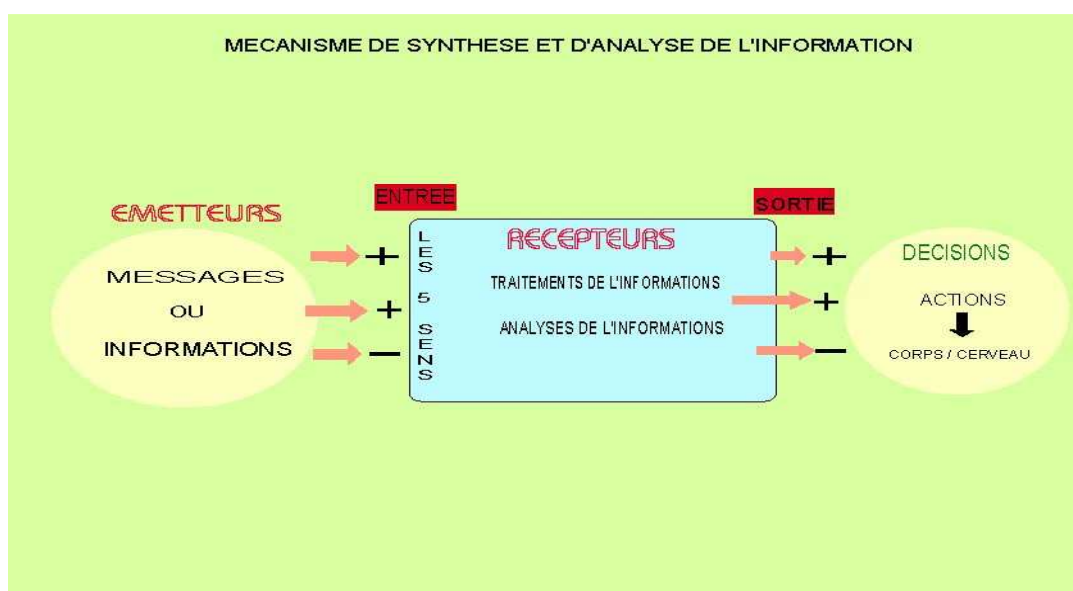 MECANISME DE SYNTHESE ET D'ANALYSE DE L'INFORMATION
EMETTEURS
MESSAGES
OU
INFORMATIONS
ENTREE
LES 5 SENS
RECEPTEURS
TRAITEMENTS DE L'INFORMATIONS
ANALYSES DE L'INFORMATIONS
SORTIE
DECISIONS
ACTIONS
CORPS / CERVEAU